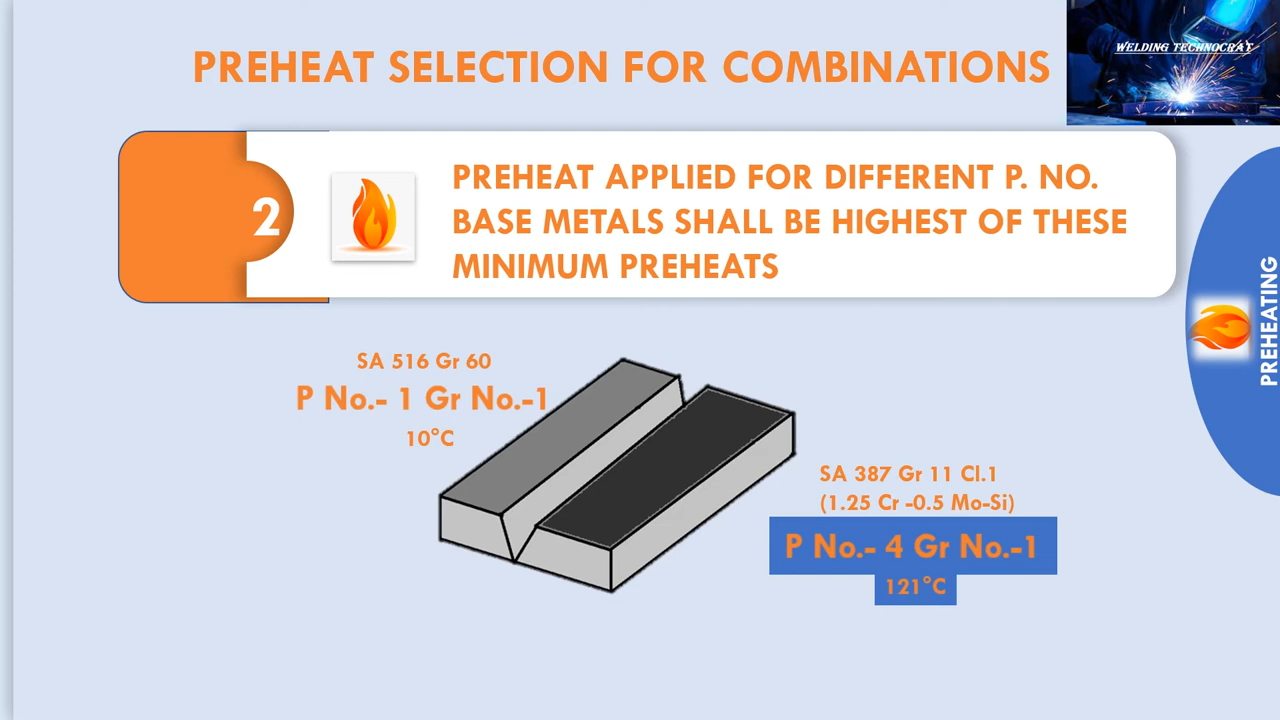 PREHEAT SELECTION FOR COMBINATIONS
WELDING TECHNOCRAT
2
PREHEAT APPLIED FOR DIFFERENT P. NO.
BASE METALS SHALL BE HIGHEST OF THESE
MINIMUM PREHEATS
PREHEATING
SA 516 Gr 60
P No.- 1 Gr No.-1
10°C
SA 387 Gr 11 Cl.1
(1.25 Cr -0.5 Mo-Si)
P No.- 4 Gr No.-1
121°C